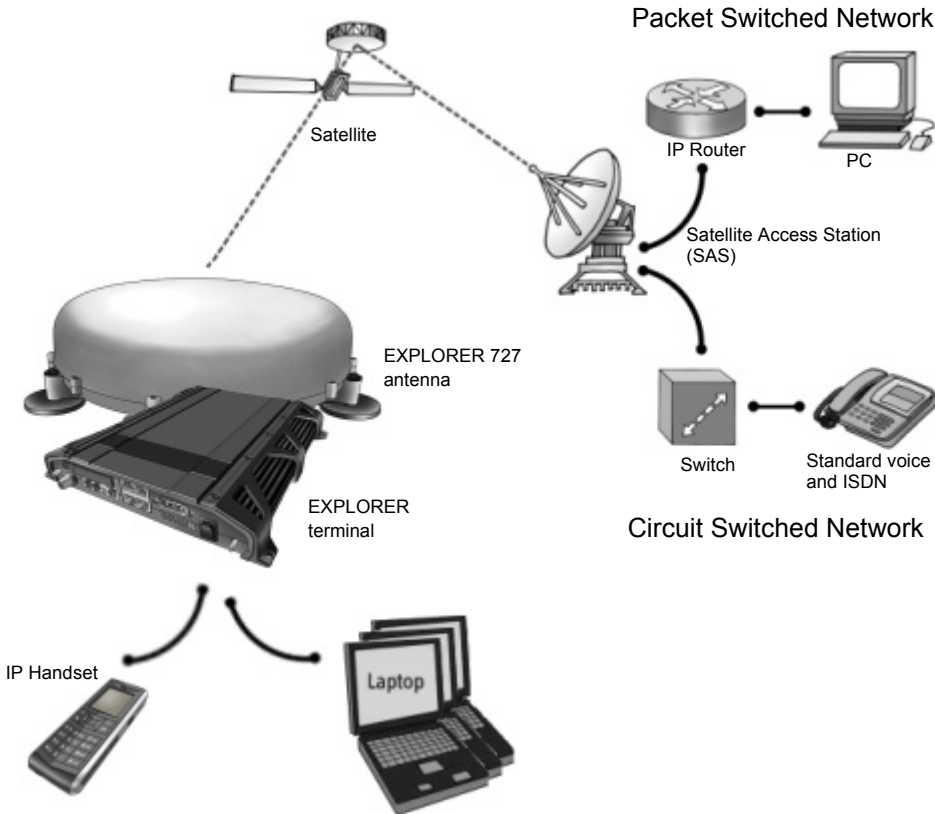 Packet Switched Network
Satellite
IP Router
PC
Satellite Access Station
(SAS)
EXPLORER 727
antenna
Switch
Standard voice
and ISDN
EXPLORER
terminal
Circuit Switched Network
IP Handset
Laptop